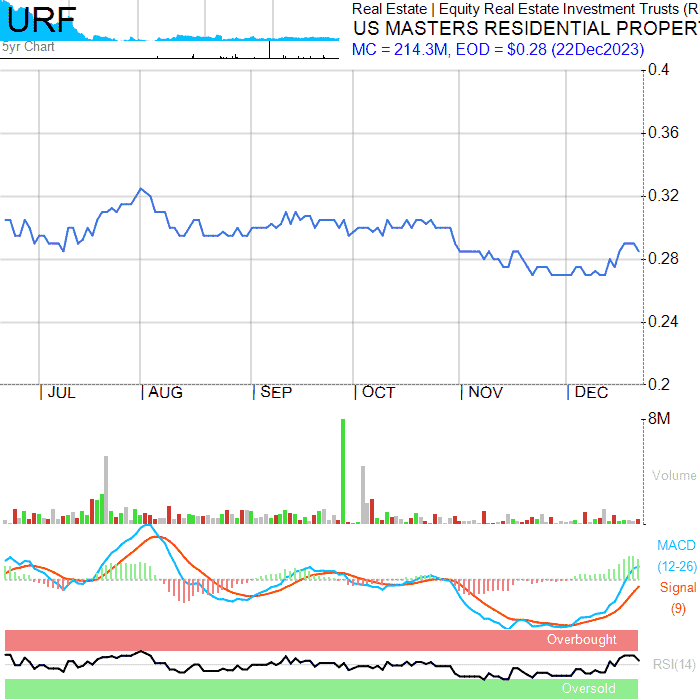 URF
5yr Chart
Real Estate | Equity Real Estate Investment Trusts (R
US MASTERS RESIDENTIAL PROPER
MC = 214.3M, EOD = $0.28 (22Dec2023)
0.4
0.36
0.32
0.28
0.24
0.2
JUL AUG SEP OCT NOV DEC
8M
Volume
MACD
(12-26)
Signal
(9)
Overbought
RSI(14)
Oversold